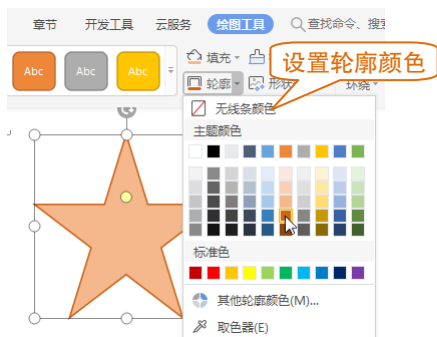 章节 开发工具 云服务 绘图工具 查找命令、搜
Abc Abc Abc 填充
轮廓 形状 环绕
设置轮廓颜色
无线条颜色
主题颜色
标准色
其他轮廓颜色(M)...
取色器(E)